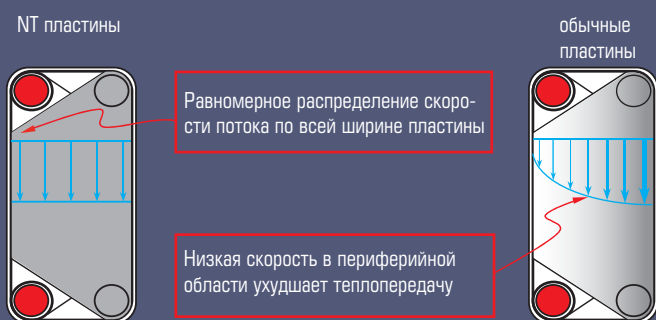 NT пластины
обычные
пластины
Равномерное распределение скоро-
сти потока по всей ширине пластины
Низкая скорость в периферийной
области ухудшает теплопередачу